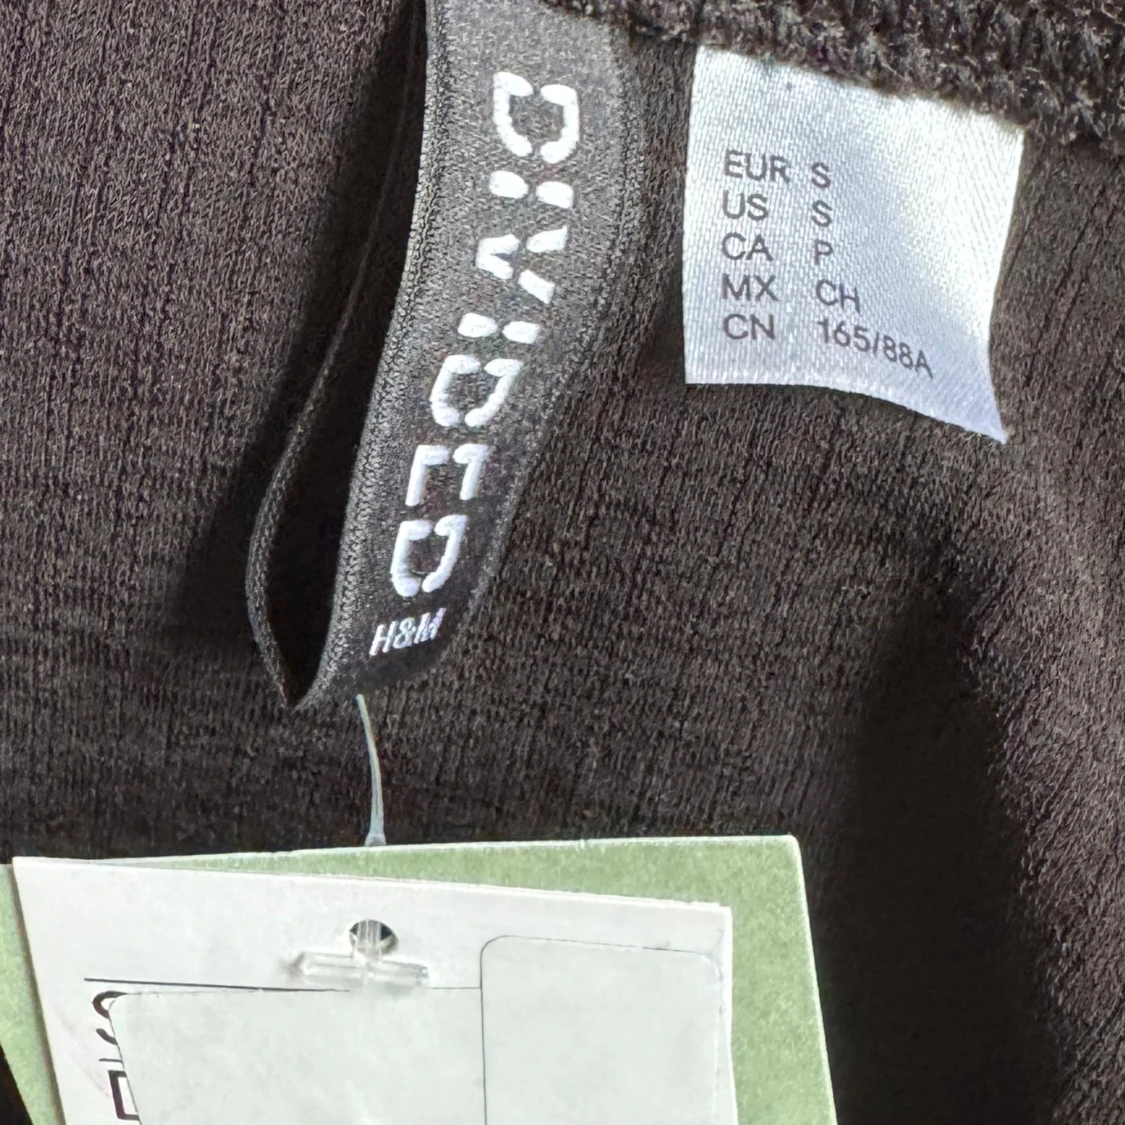 DIVIDED
H&M
EUR S
US S
CA P
MX CH
CN 165/88A